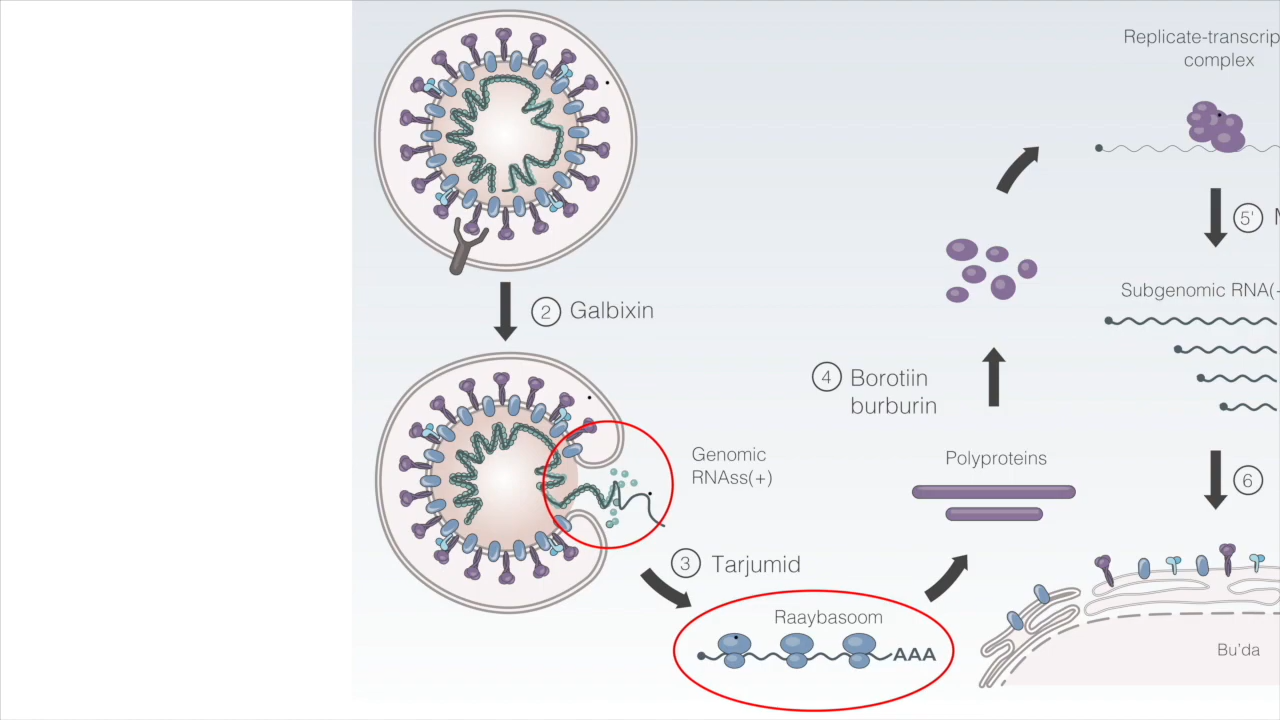 Replicate-transcrip
complex
5' M
2 Galbixin
Subgenomic RNA(-
4 Borotiin
burburin
Genomic
RNAss(+)
Polyproteins
6
3 Tarjumid
Raaybasoom
AAA
Bu'da